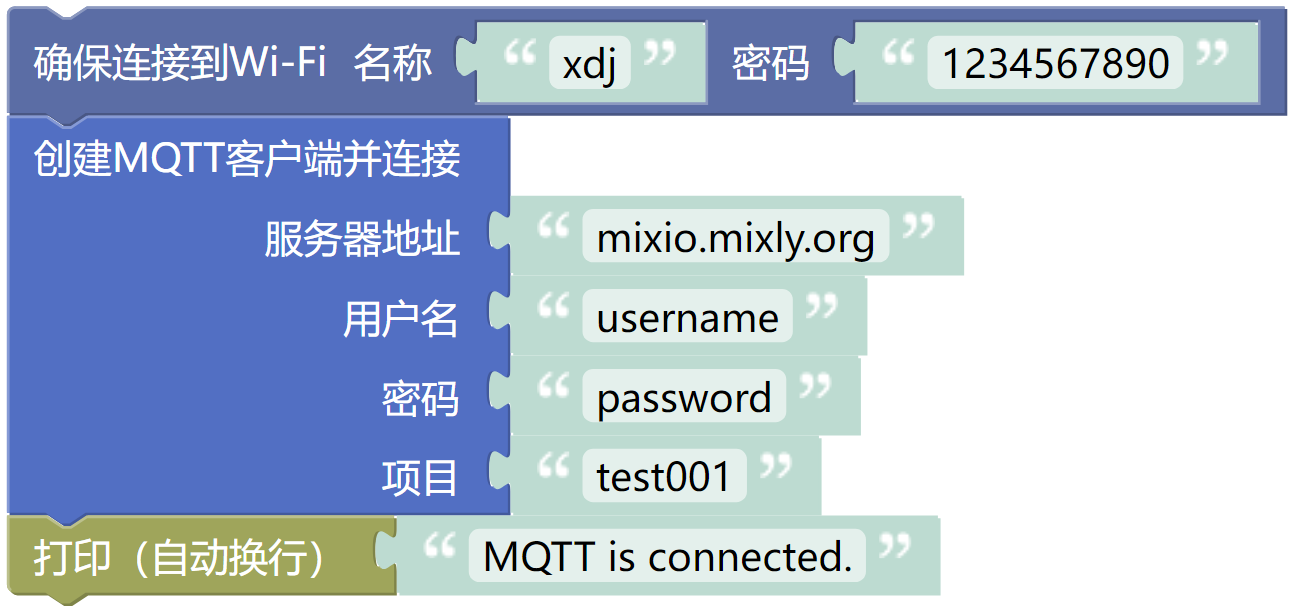 确保连接到Wi-Fi 名称 “ xdj ” 密码 “ 1234567890 ”
创建MQTT客户端并连接
服务器地址 “ mixio.mixly.org ”
用户名 “ username ”
密码 “ password ”
项目 “ test001 ”
打印（自动换行） “ MQTT is connected. ”